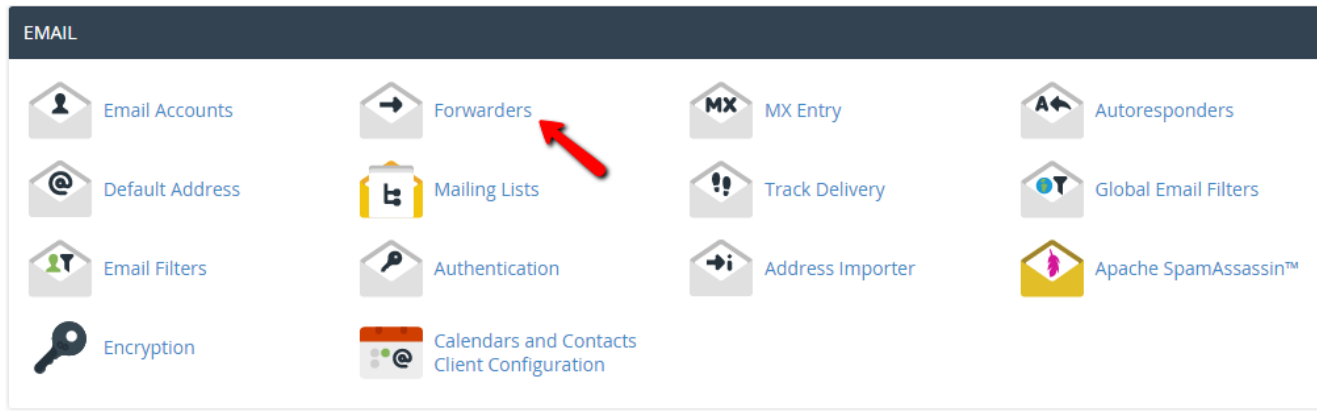 EMAIL
Email Accounts
Forwarders
MX
MX Entry
A
Autoresponders
@
Default Address
Mailing Lists
Track Delivery
Global Email Filters
Email Filters
Authentication
i
Address Importer
Apache SpamAssassin™
Encryption
@
Calendars and Contacts
Client Configuration